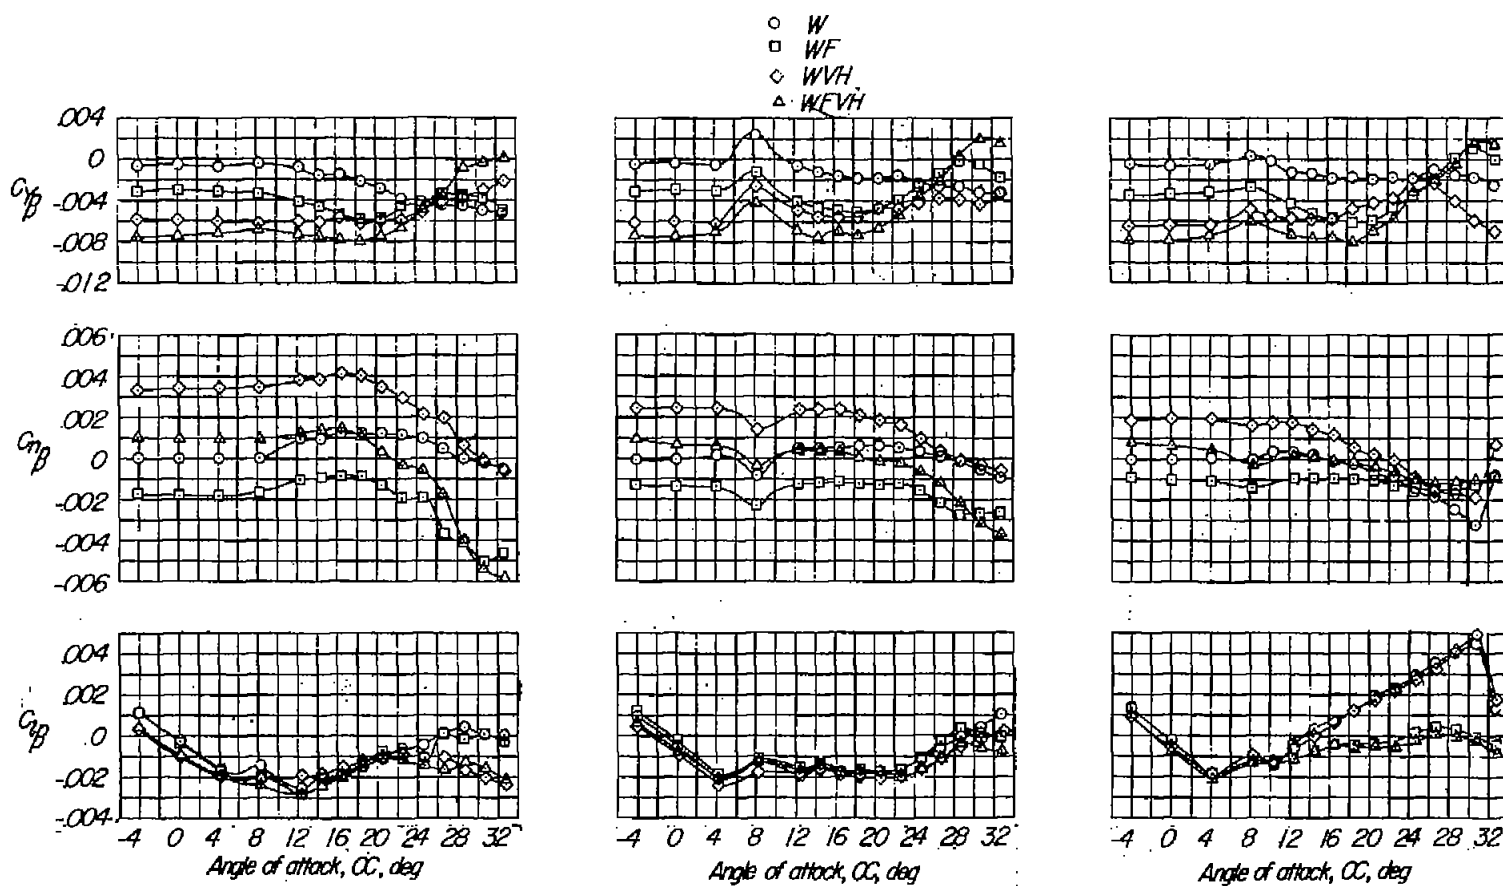 ○ W
□ WF
◇ WVH
△ WFVH
.004
0
-.004
-.008
-.012
CYβ
.006
.004
.002
0
-.002
-.004
-.006
Cnβ
.004
.002
0
-.002
-.004
Clβ
-4 0 4 8 12 16 20 24 28 32
-4 0 4 8 12 16 20 24 28 32
-4 0 4 8 12 16 20 24 28 32
Angle of attack, α, deg
Angle of attack, α, deg
Angle of attack, α, deg